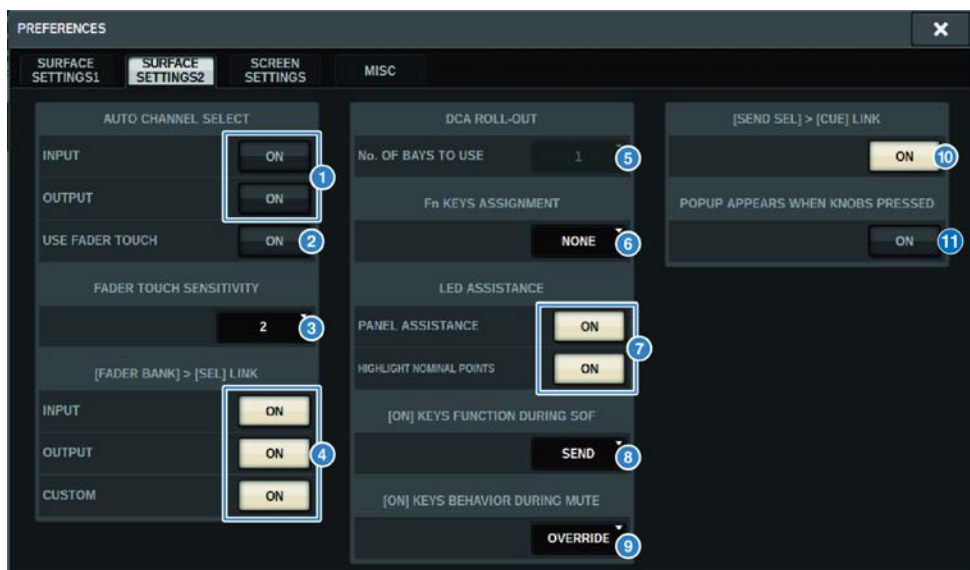 PREFERENCES
SURFACE SETTINGS1
SURFACE SETTINGS2
SCREEN SETTINGS
MISC
AUTO CHANNEL SELECT
INPUT ON
1
OUTPUT ON
USE FADER TOUCH ON 2
FADER TOUCH SENSITIVITY
2 3
[FADER BANK] > [SEL] LINK
INPUT ON
OUTPUT ON 4
CUSTOM ON
DCA ROLL-OUT
No. OF BAYS TO USE 1 5
Fn KEYS ASSIGNMENT
NONE 6
LED ASSISTANCE
PANEL ASSISTANCE ON
7
HIGHLIGHT NOMINAL POINTS ON
[ON] KEYS FUNCTION DURING SOF
SEND 8
[ON] KEYS BEHAVIOR DURING MUTE
OVERRIDE 9
[SEND SEL] > [CUE] LINK
ON 10
POPUP APPEARS WHEN KNOBS PRESSED
ON 11